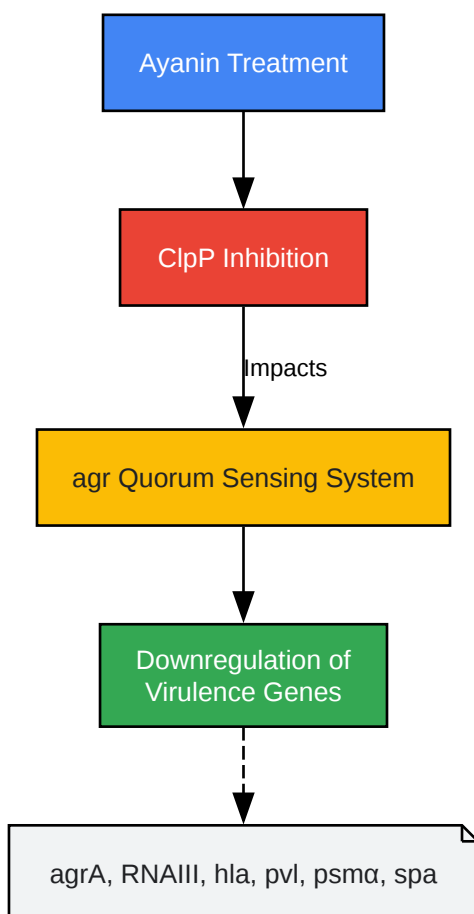 Ayanin Treatment
ClpP Inhibition
Impacts
agr Quorum Sensing System
Downregulation of
Virulence Genes
agrA, RNAIII, hla, pvl, psmα, spa